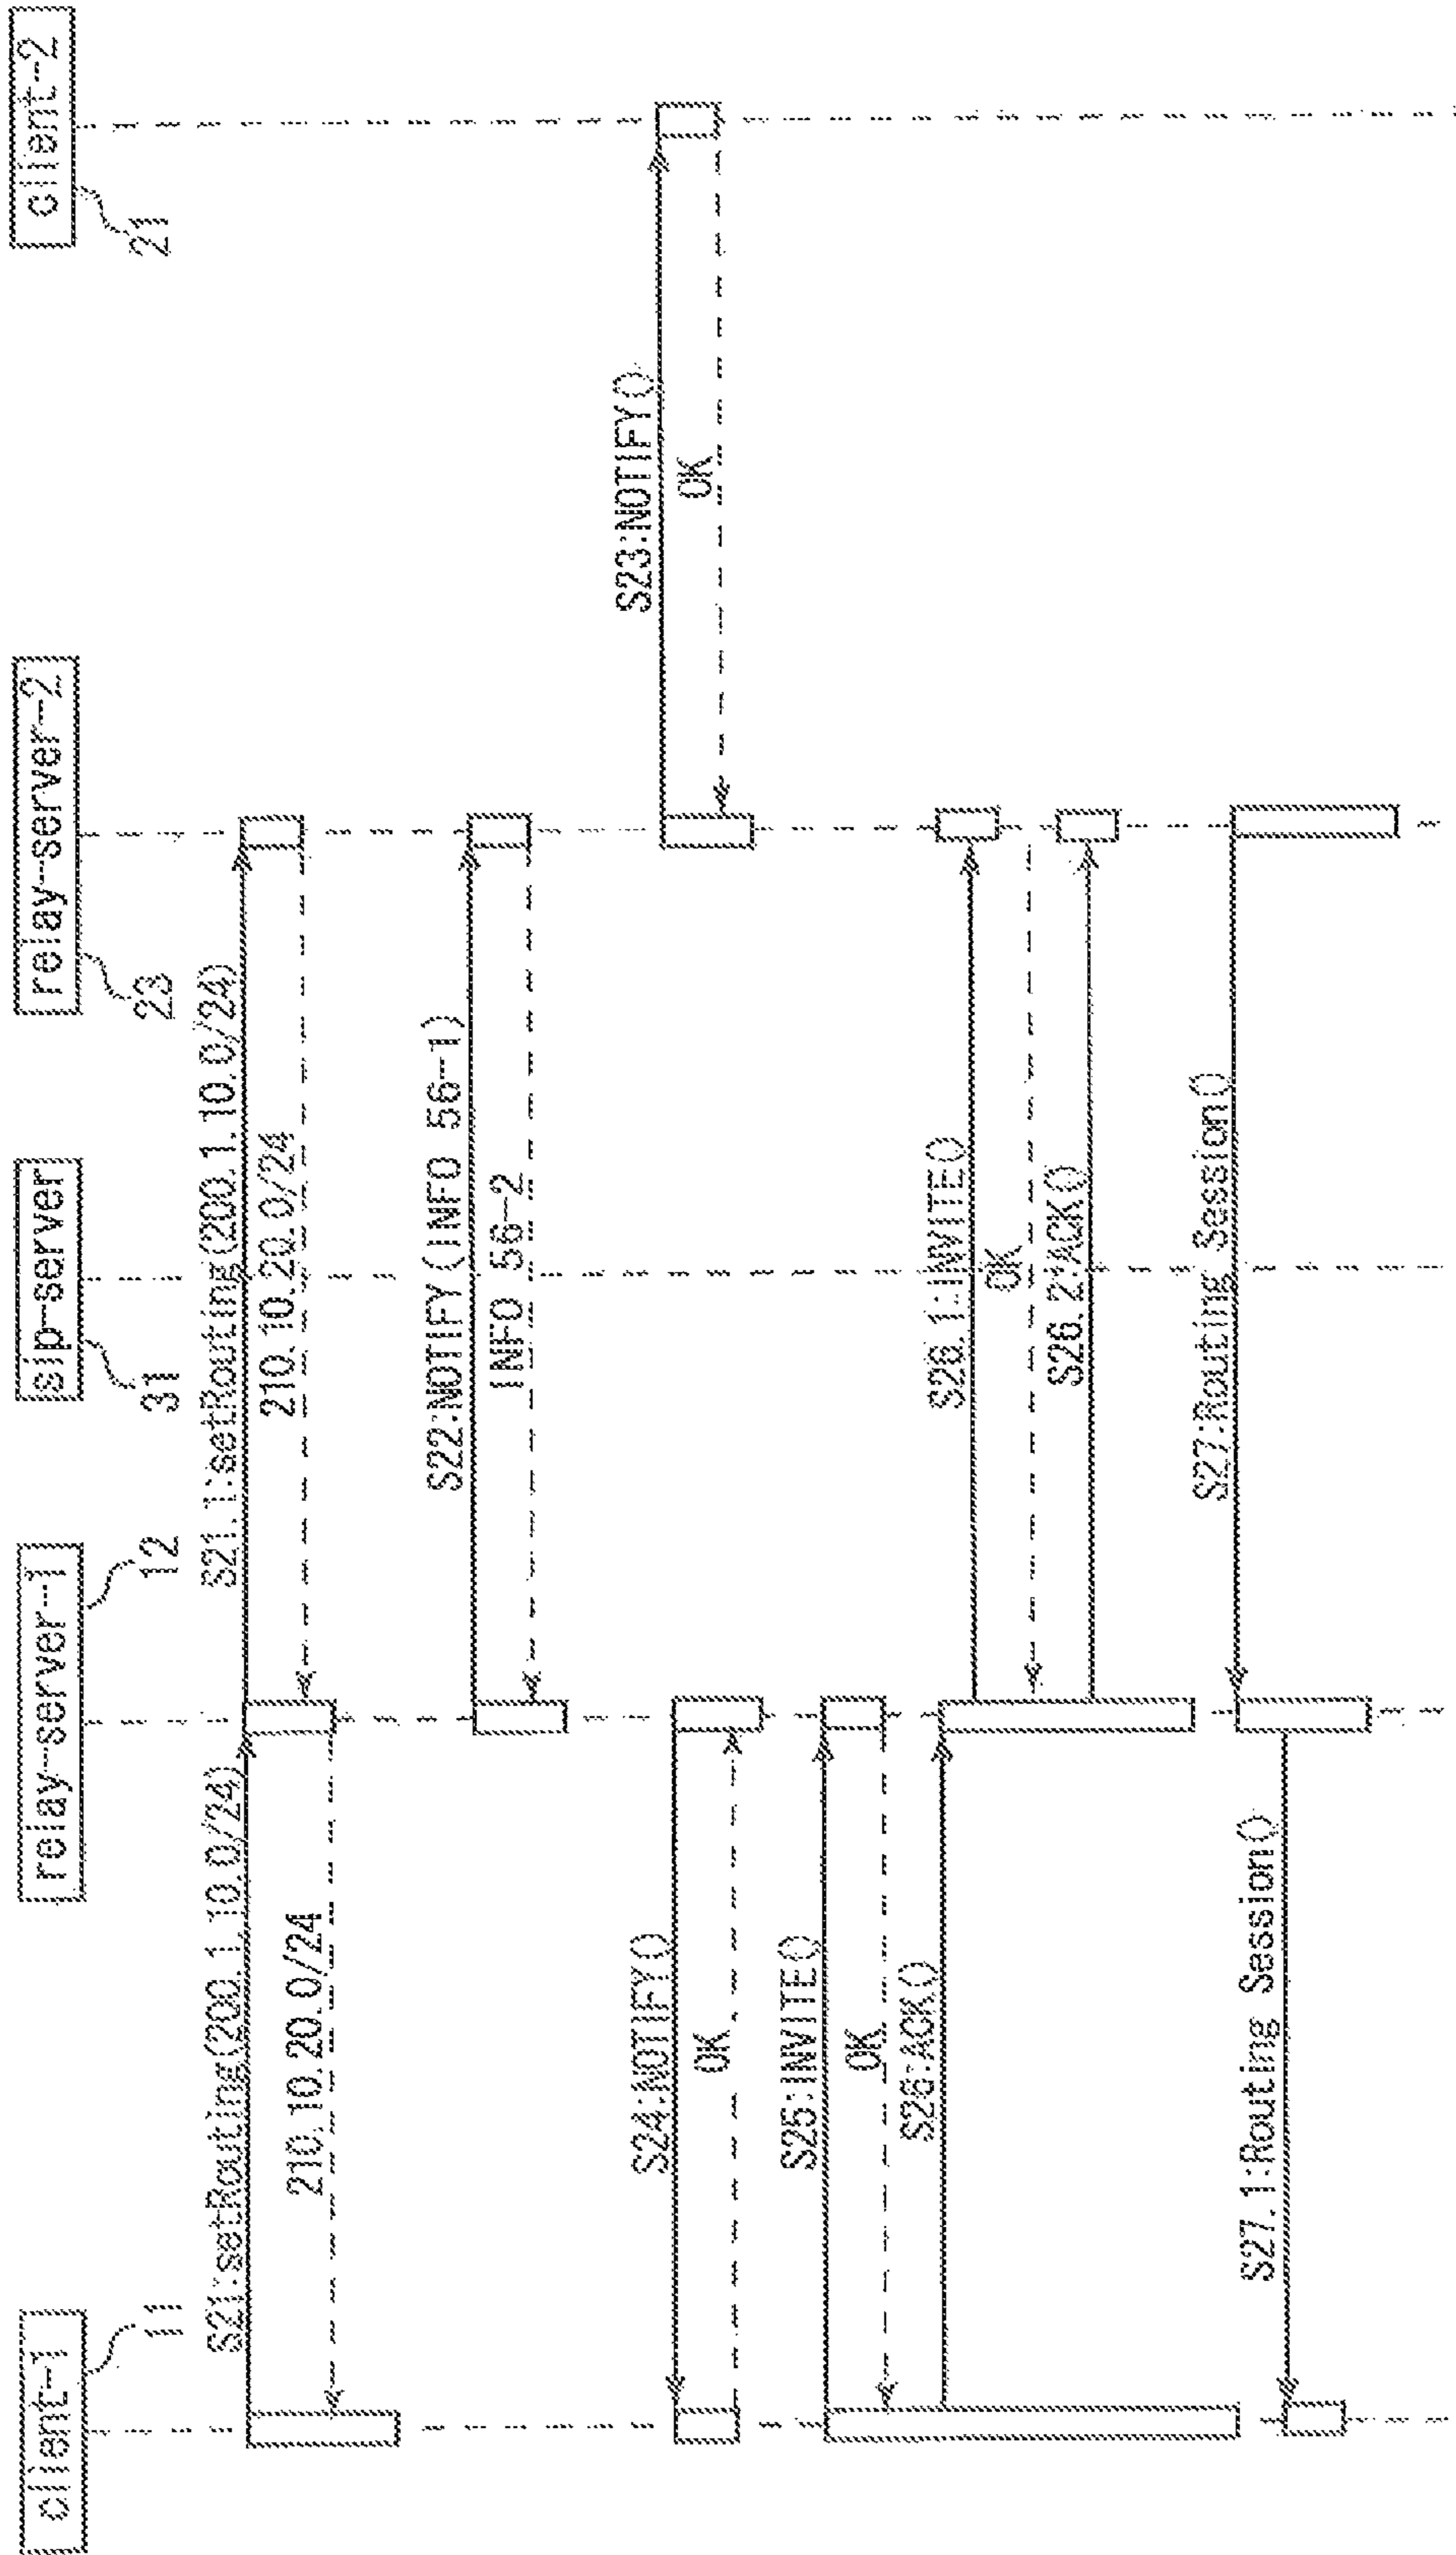 client-1
11
relay-server-1
12
sip-server
31
relay-server-2
23
client-2
21
S21:setRouting(200.1.10.0/24)
S21.1:setRouting(200.1.10.0/24)
210.10.20.0/24
210.10.20.0/24
S22:NOTIFY(INFO 56-1)
INFO 56-2
S23:NOTIFY()
OK
S24:NOTIFY()
OK
S25:INVITE()
OK
S26:ACK()
S26.1:INVITE()
OK
S26.2:ACK()
S27:Routing Session()
S27.1:Routing Session()